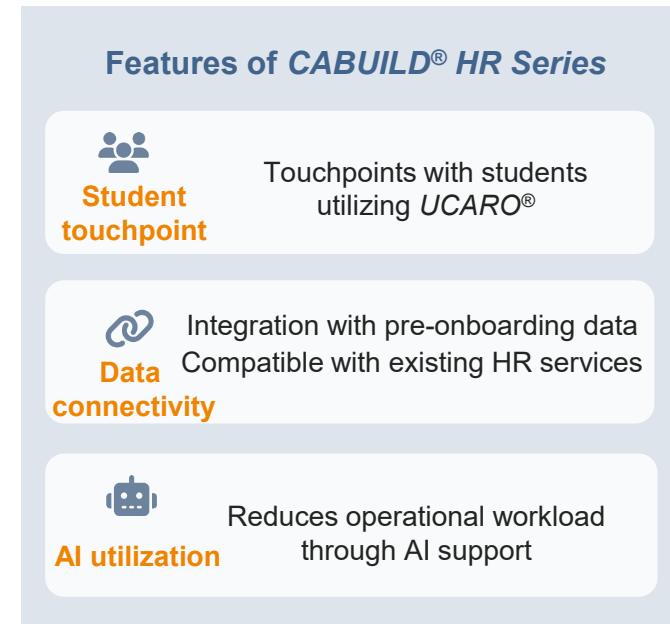 Features of CABUILD® HR Series
Student
touchpoint
Touchpoints with students
utilizing UCARO®
Data
connectivity
Integration with pre-onboarding data
Compatible with existing HR services
AI utilization
Reduces operational workload
through AI support